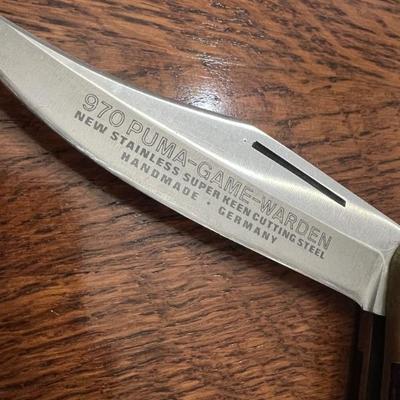 970 PUMA-GAME-WARDEN
NEW STAINLESS SUPER KEEN CUTTING STEEL
HANDMADE · GERMANY